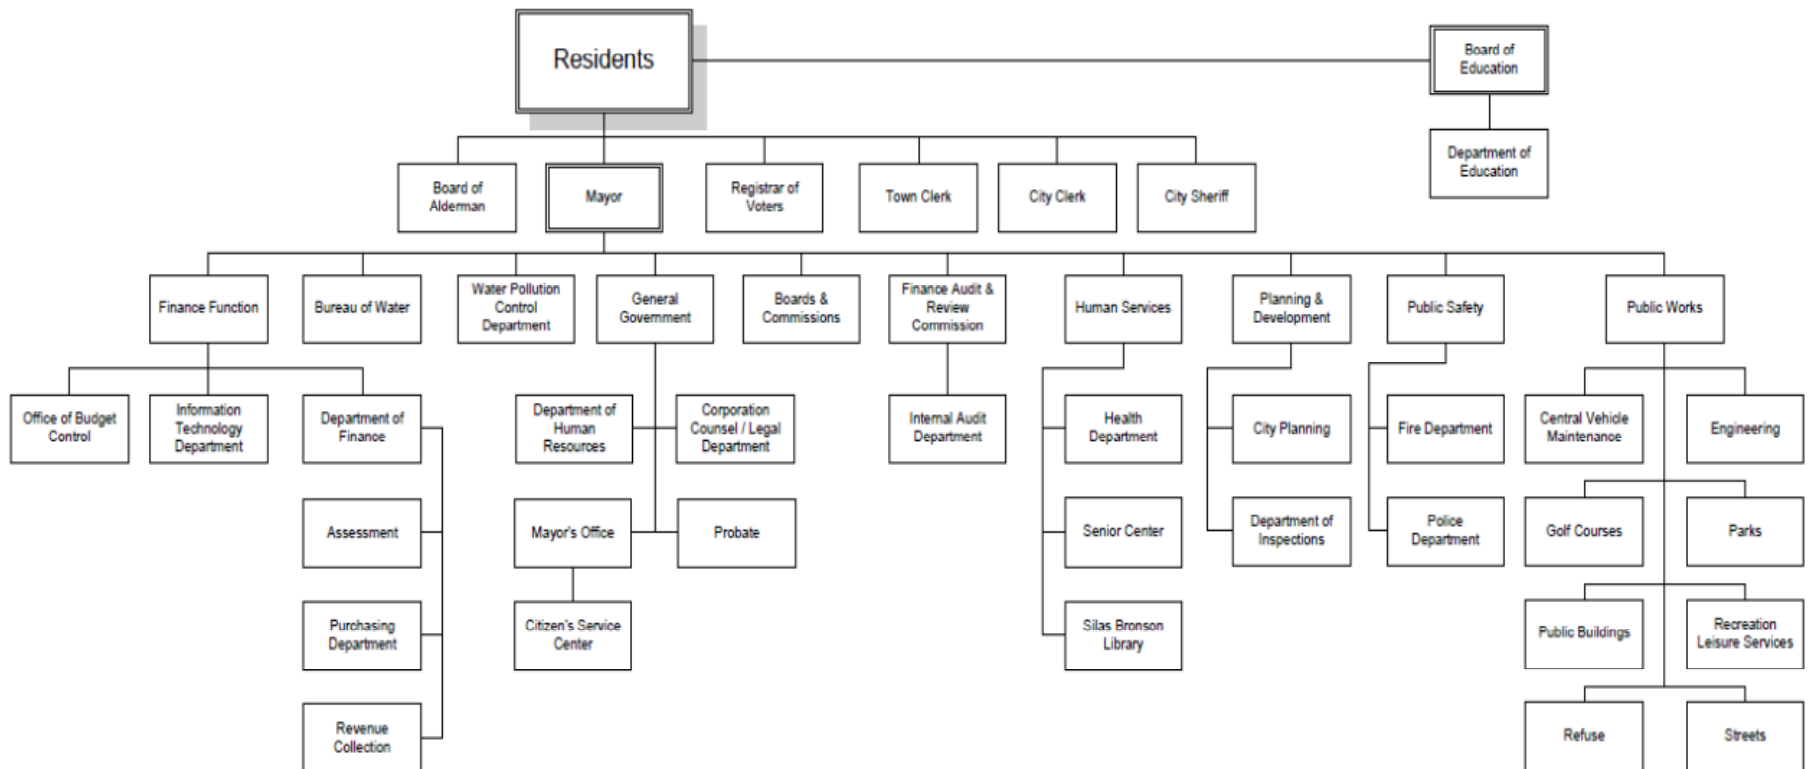 Residents
Board of
Education
Department of
Education
Board of
Alderman
Mayor
Registrar of
Voters
Town Clerk
City Clerk
City Sheriff
Finance Function
Bureau of Water
Water Pollution
Control
Department
General
Government
Boards &
Commissions
Finance Audit &
Review
Commission
Human Services
Planning &
Development
Public Safety
Public Works
Office of Budget
Control
Information
Technology
Department
Department of
Finance
Department of
Human
Resources
Corporation
Counsel / Legal
Department
Internal Audit
Department
Health
Department
City Planning
Fire Department
Central Vehicle
Maintenance
Engineering
Assessment
Mayor's Office
Probate
Senior Center
Department of
Inspections
Police
Department
Golf Courses
Parks
Purchasing
Department
Citizen's Service
Center
Silas Bronson
Library
Public Buildings
Recreation
Leisure Services
Revenue
Collection
Refuse
Streets